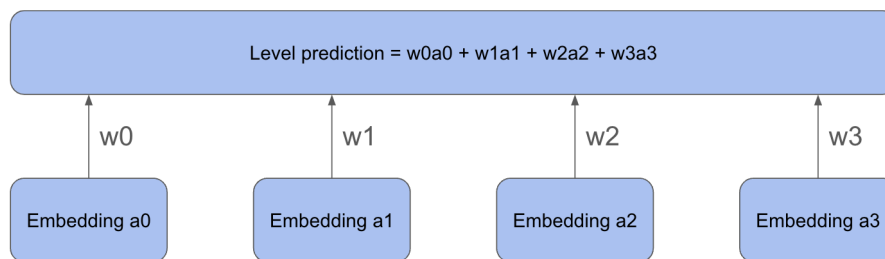 Level prediction = w0a0 + w1a1 + w2a2 + w3a3
w0 w1 w2 w3
Embedding a0 Embedding a1 Embedding a2 Embedding a3